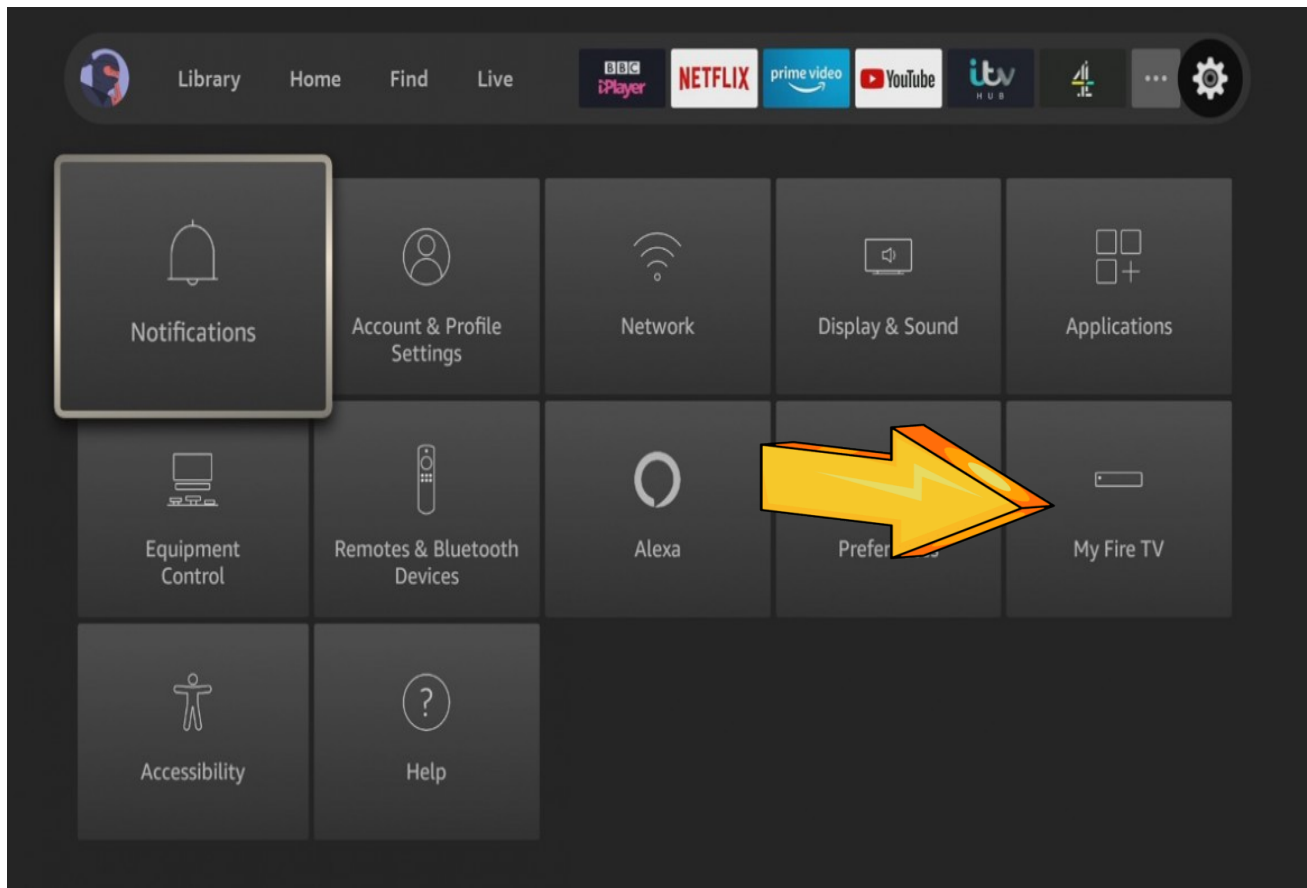 Library Home Find Live BBC iPlayer NETFLIX prime video YouTube itv HUB 4 ...
Notifications
Account & Profile
Settings
Network
Display & Sound
Applications
Equipment
Control
Remotes & Bluetooth
Devices
Alexa
My Fire TV
Accessibility
?
Help